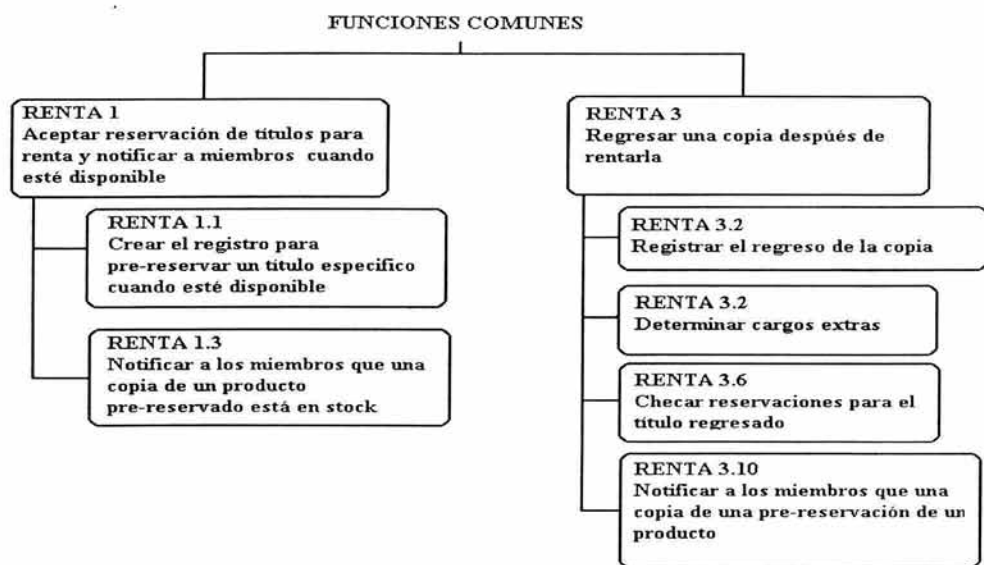 FUNCIONES COMUNES
RENTA 1
Aceptar reservación de títulos para
renta y notificar a miembros cuando
esté disponible
RENTA 1.1
Crear el registro para
pre-reservar un título especifico
cuando esté disponible
RENTA 1.3
Notificar a los miembros que una
copia de un producto
pre-reservado está en stock
RENTA 3
Regresar una copia despúés de
rentarla
RENTA 3.2
Registrar el regreso de la copia
RENTA 3.2
Determinar cargos extras
RENTA 3.6
Checar reservaciones para el
título regresado
RENTA 3.10
Notificar a los miembros que una
copia de una pre-reservación de un
producto